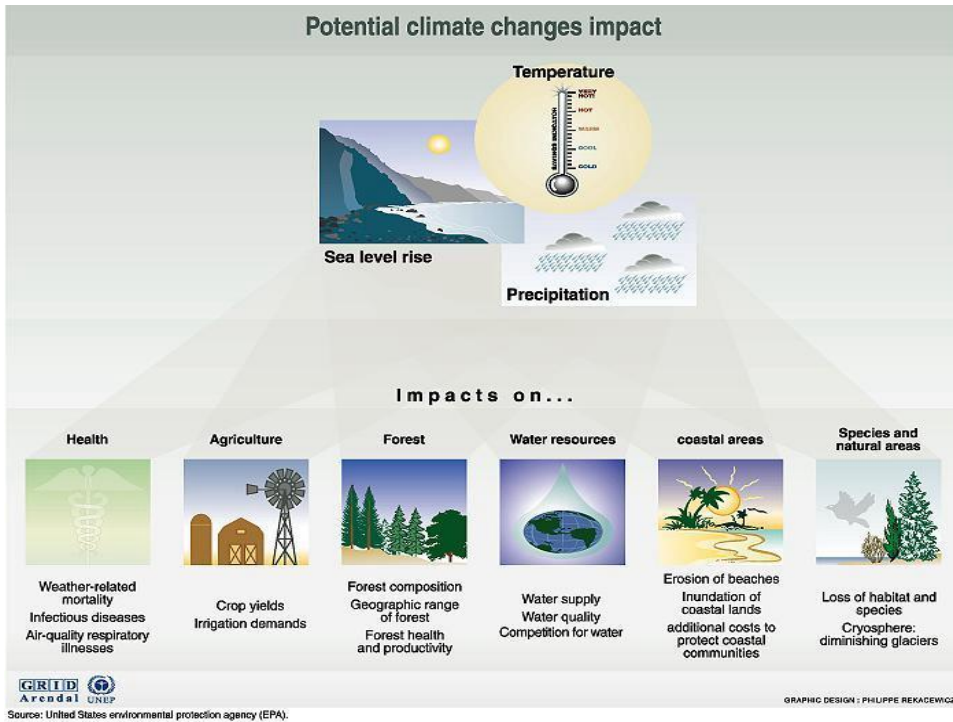 Potential climate changes impact
Temperature
VERY
HOT!
HOT
WARM
COOL
COLD
Sea level rise
Precipitation
Impacts on...
Health
Agriculture
Forest
Water resources
coastal areas
Species and
natural areas
Weather-related
mortality
Infectious diseases
Air-quality respiratory
illnesses
Crop yields
Irrigation demands
Forest composition
Geographic range
of forest
Forest health
and productivity
Water supply
Water quality
Competition for water
Erosion of beaches
Inundation of
coastal lands
additional costs to
protect coastal
communities
Loss of habitat and
species
Cryosphere:
diminishing glaciers
GRID
Arendal
UNEP
GRAPHIC DESIGN : PHILIPPE REKACEWICZ
Source: United States environmental protection agency (EPA).